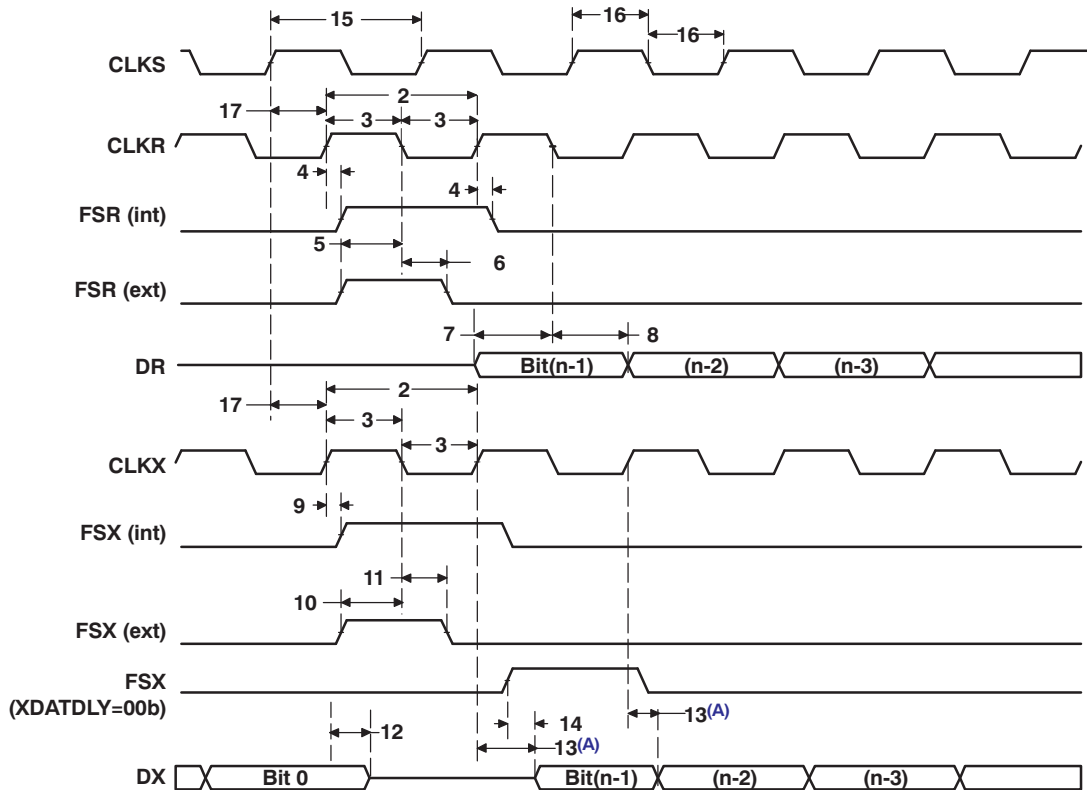 15
16
16
CLKS
2
17
3
3
CLKR
4
4
FSR (int)
5
6
FSR (ext)
7
8
DR
Bit(n-1)
(n-2)
(n-3)
2
17
3
3
CLKX
9
FSX (int)
11
10
FSX (ext)
FSX
(XDATDLY=00b)
14
13(A)
12
13(A)
DX
Bit 0
Bit(n-1)
(n-2)
(n-3)